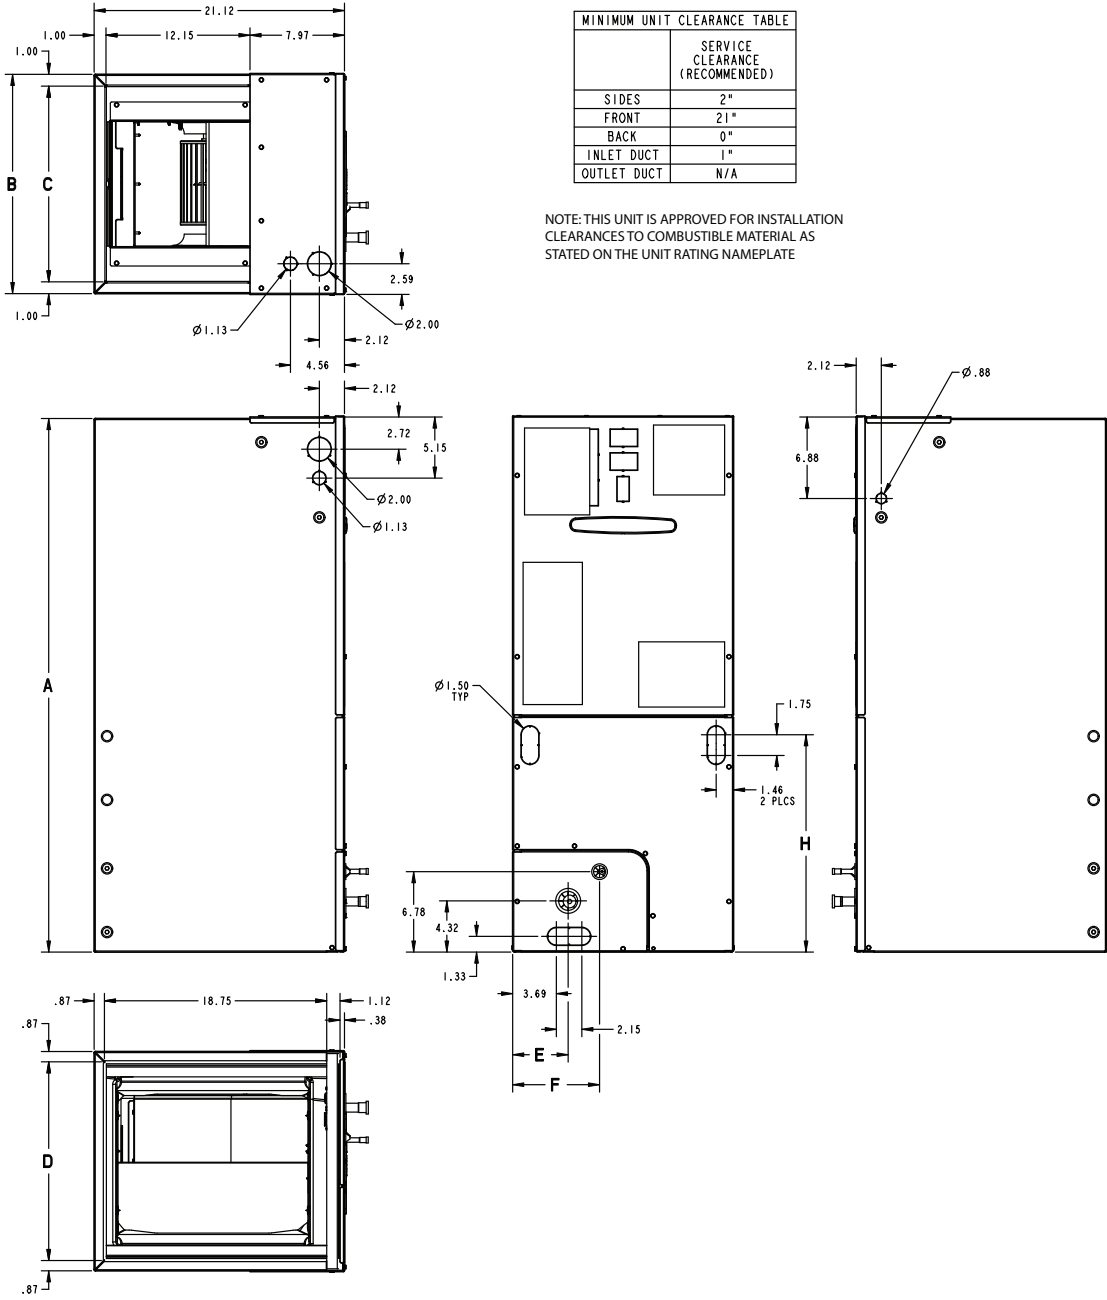 21.12
1.00
12.15
7.97
1.00
B
C
2.59
1.00
Ø1.13
Ø2.00
2.12
4.56
MINIMUM UNIT CLEARANCE TABLE
SERVICE
CLEARANCE
(RECOMMENDED)
SIDES 2"
FRONT 21"
BACK 0"
INLET DUCT 1"
OUTLET DUCT N/A
NOTE: THIS UNIT IS APPROVED FOR INSTALLATION
CLEARANCES TO COMBUSTIBLE MATERIAL AS
STATED ON THE UNIT RATING NAMEPLATE
2.12
2.72
5.15
Ø2.00
Ø1.13
A
Ø1.50
TYP
1.75
1.46
2 PLCS
H
6.78
4.32
1.33
3.69
2.15
E
F
2.12
Ø.88
6.88
.87
18.75
1.12
.38
.87
D
.87